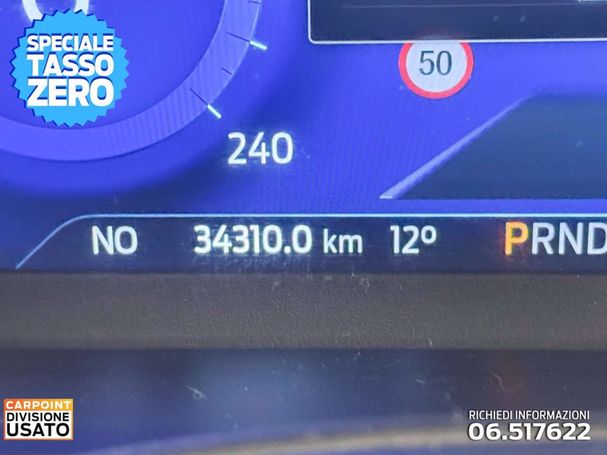 SPECIALE
TASSO
ZERO
50
240
NO 34310.0 km 12° PRND
CARPOINT
DIVISIONE
USATO
RICHIEDI INFORMAZIONI
06.517622